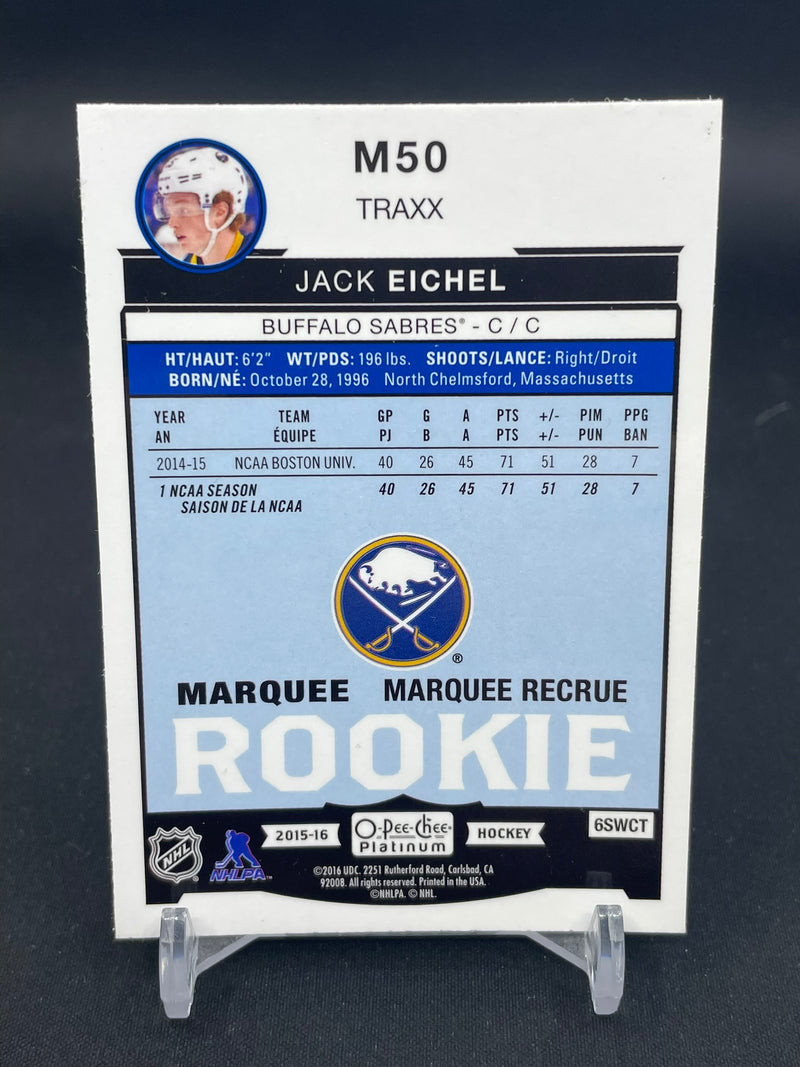 M50
TRAXX
JACK EICHEL
BUFFALO SABRES® - C / C
HT/HAUT: 6'2" WT/PDS: 196 lbs. SHOOTS/LANCE: Right/Droit
BORN/NÉ: October 28, 1996 North Chelmsford, Massachusetts
YEAR TEAM GP G A PTS +/- PIM PPG
AN ÉQUIPE PJ B A PTS +/- PUN BAN
2014-15 NCAA BOSTON UNIV. 40 26 45 71 51 28 7
1 NCAA SEASON 40 26 45 71 51 28 7
SAISON DE LA NCAA
®
MARQUEE MARQUEE RECRUE
ROOKIE
NHL NHLPA™ 2015-16 O-Pee-Chee® Platinum HOCKEY 6SWCT
©2016 UDC. 2251 Rutherford Road, Carlsbad, CA
92008. All rights reserved. Printed in the USA.
©NHLPA. © NHL.